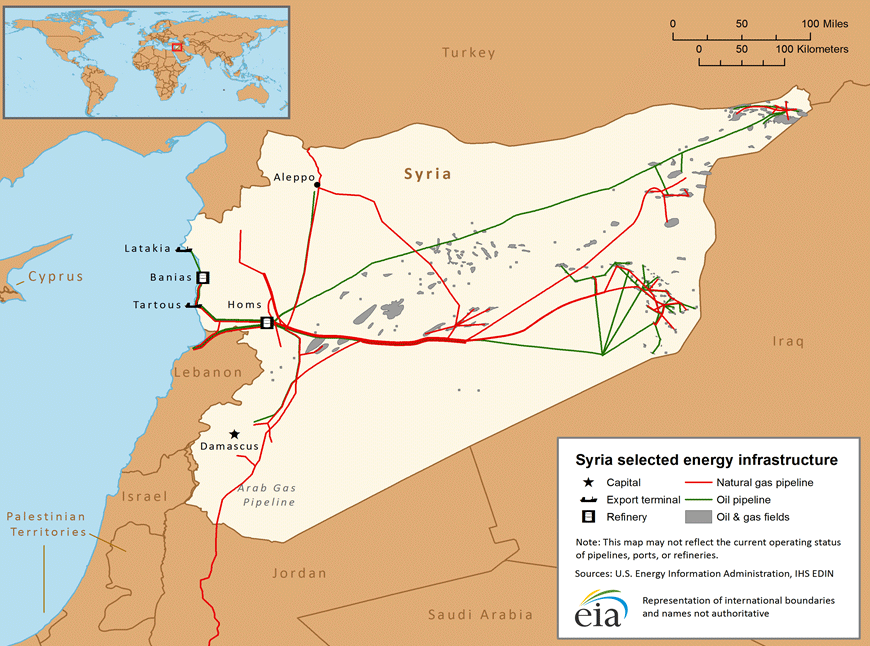 0 50 100 Miles
0 50 100 Kilometers
Turkey
Syria
Aleppo
Latakia
Cyprus
Banias
Tartous
Homs
Iraq
Lebanon
Damascus
Arab Gas
Pipeline
Israel
Palestinian
Territories
Jordan
Saudi Arabia
Syria selected energy infrastructure
Capital
Natural gas pipeline
Export terminal
Oil pipeline
Refinery
Oil & gas fields
Note: This map may not reflect the current operating status
of pipelines, ports, or refineries.
Sources: U.S. Energy Information Administration, IHS EDIN
eia
Representation of international boundaries
and names not authoritative